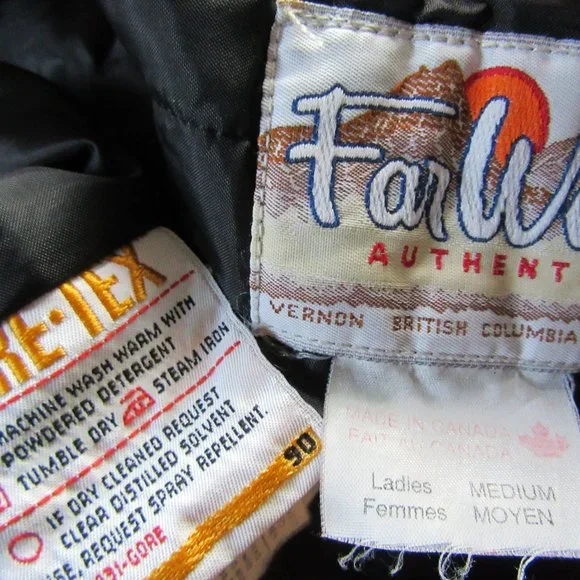 Far W
AUTHENT
VERNON BRITISH COLUMBIA
MADE IN CANADA
FAIT AU CANADA
Ladies MEDIUM
Femmes MOYEN
RE-TEX
MACHINE WASH WARM WITH
POWDERED DETERGENT
TUMBLE DRY STEAM IRON
IF DRY CLEANED REQUEST
CLEAR DISTILLED SOLVENT
REQUEST SPRAY REPELLENT.
31-GORE
90